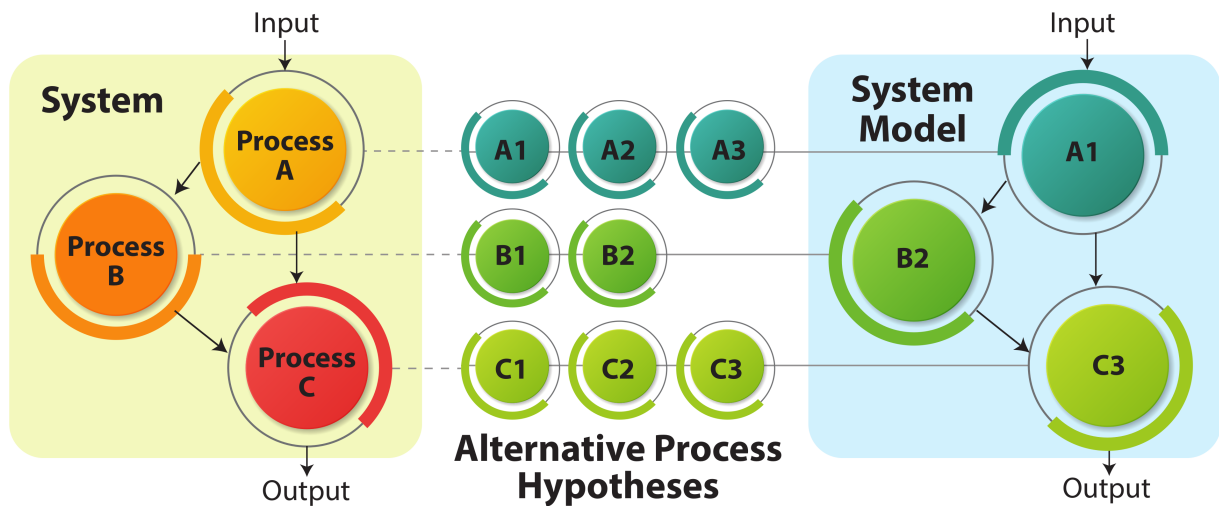 Input
System
Process
A
Process
B
Process
C
Output
A1 A2 A3
B1 B2
C1 C2 C3
Alternative Process
Hypotheses
Input
System
Model
A1
B2
C3
Output